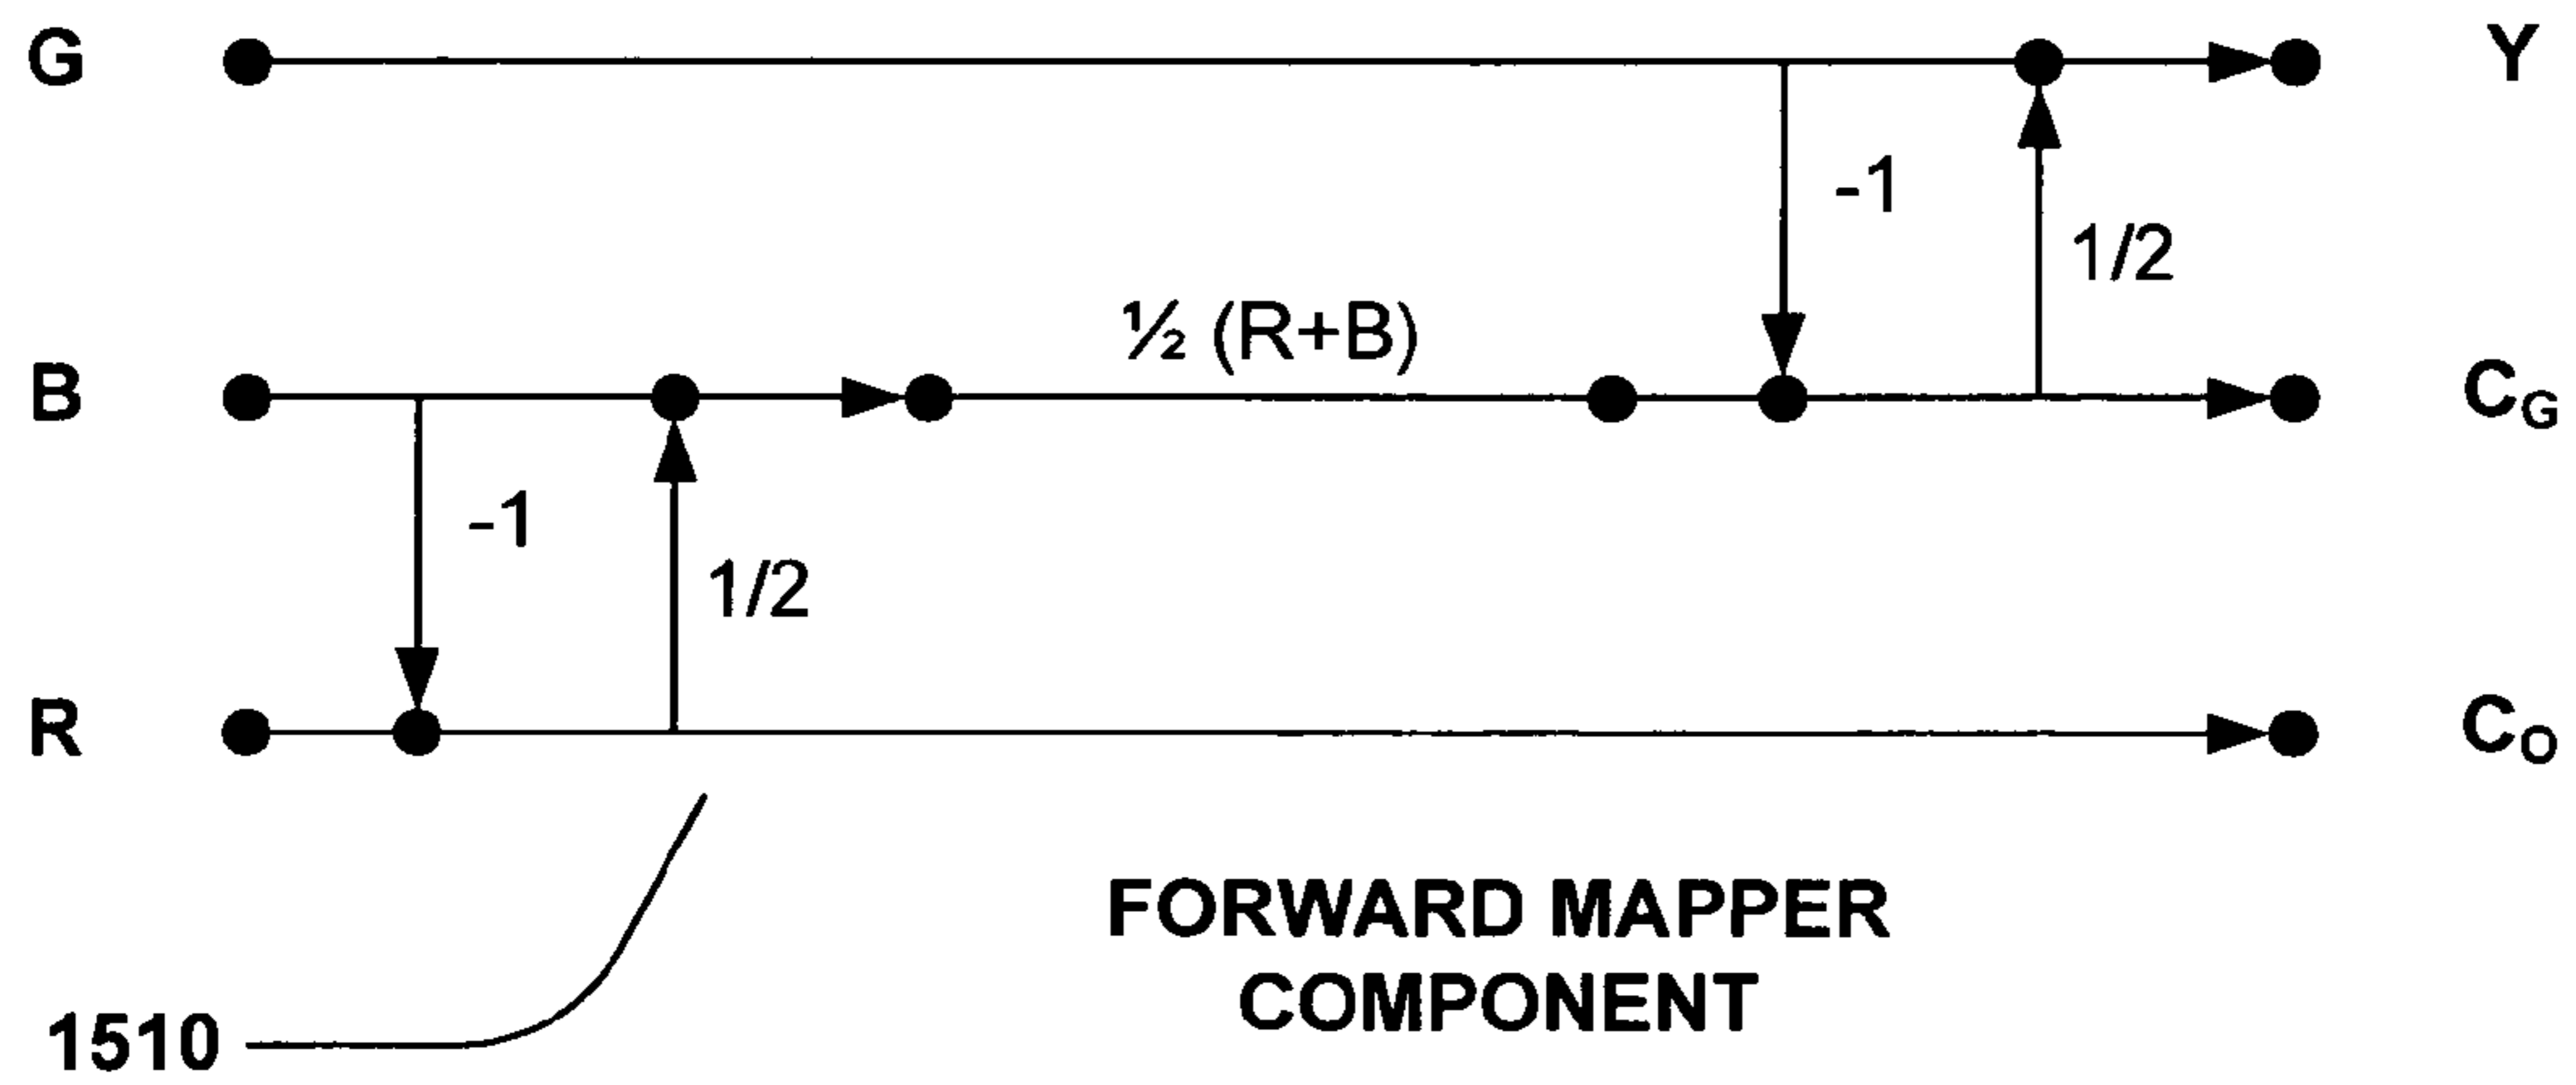 G
Y
-1
1/2
½ (R+B)
B
C_G
-1
1/2
R
C_O
FORWARD MAPPER
COMPONENT
1510